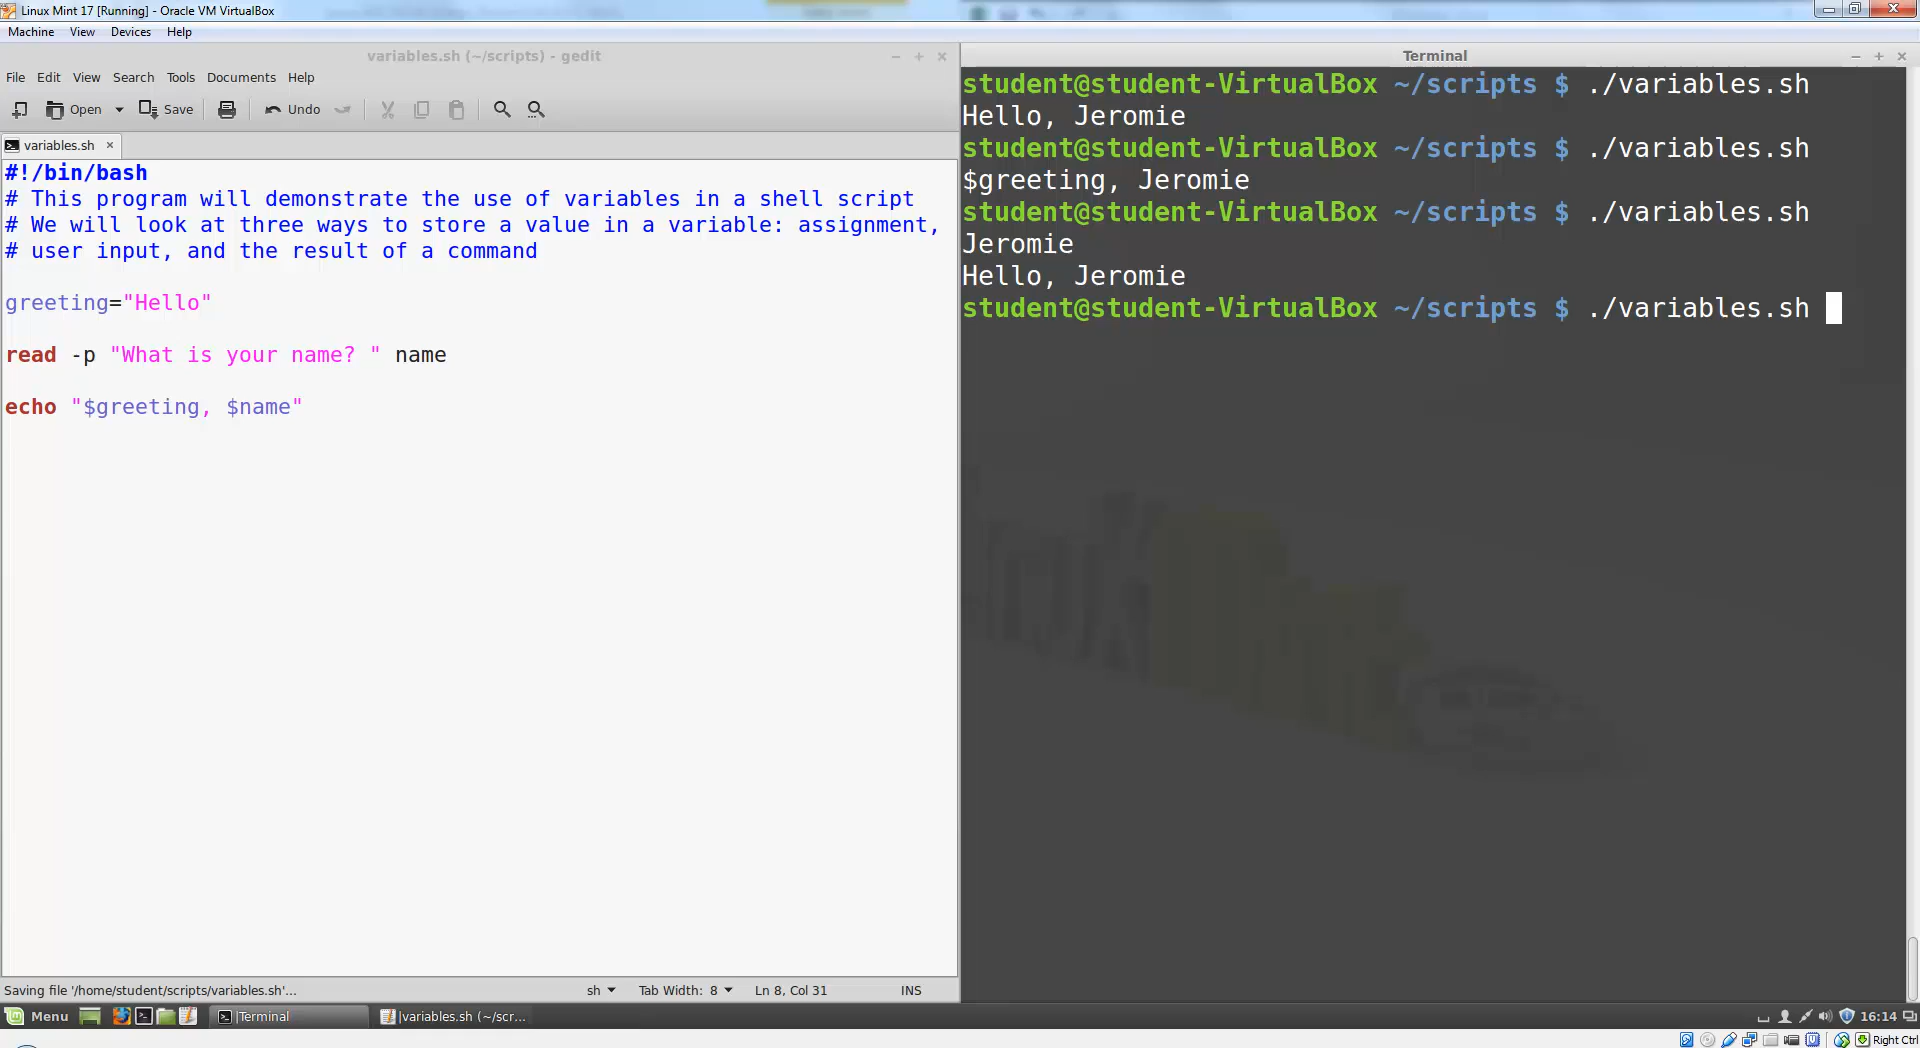 Linux Mint 17 [Running] - Oracle VM VirtualBox
Machine View Devices Help
variables.sh (~/scripts) - gedit
File Edit View Search Tools Documents Help
Open Save Undo
variables.sh
#!/bin/bash
# This program will demonstrate the use of variables in a shell script
# We will look at three ways to store a value in a variable: assignment,
# user input, and the result of a command
greeting="Hello"
read -p "What is your name? " name
echo "$greeting, $name"
Saving file '/home/student/scripts/variables.sh'... sh Tab Width: 8 Ln 8, Col 31 INS
Terminal
student@student-VirtualBox ~/scripts $ ./variables.sh
Hello, Jeromie
student@student-VirtualBox ~/scripts $ ./variables.sh
$greeting, Jeromie
student@student-VirtualBox ~/scripts $ ./variables.sh
Jeromie
Hello, Jeromie
student@student-VirtualBox ~/scripts $ ./variables.sh
Menu Terminal variables.sh (~/scr... 16:14
Right Ctrl